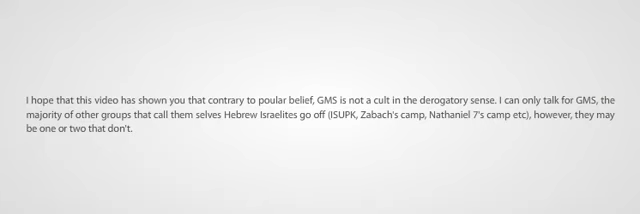 I hope that this video has shown you that contrary to poular belief, GMS is not a cult in the derogatory sense. I can only talk for GMS, the
majority of other groups that call them selves Hebrew Israelites go off (ISUPK, Zabach's camp, Nathaniel 7's camp etc), however, they may
be one or two that don't.